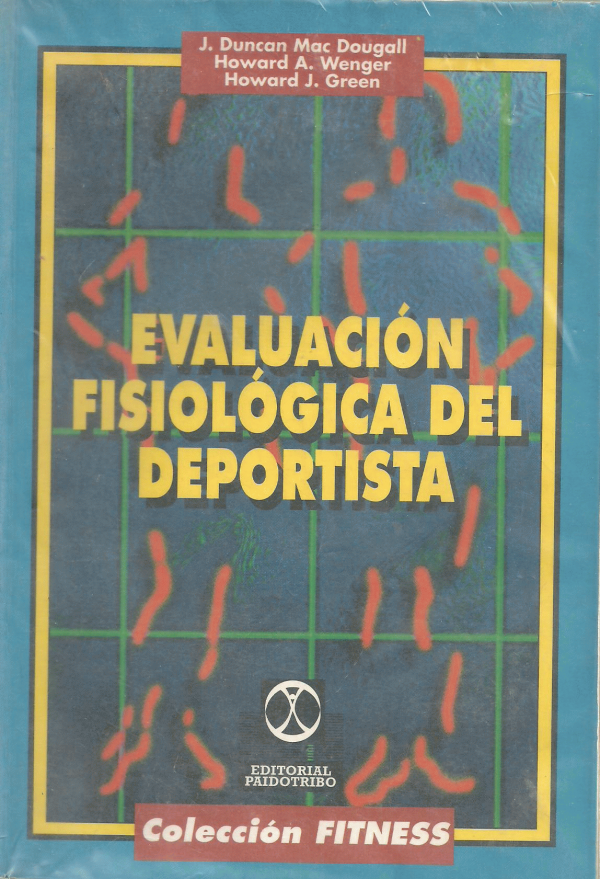 J. Duncan Mac Dougall
Howard A. Wenger
Howard J. Green
EVALUACIÓN
FISIOLÓGICA DEL
DEPORTISTA
EDITORIAL
PAIDOTRIBO
Colección FITNESS